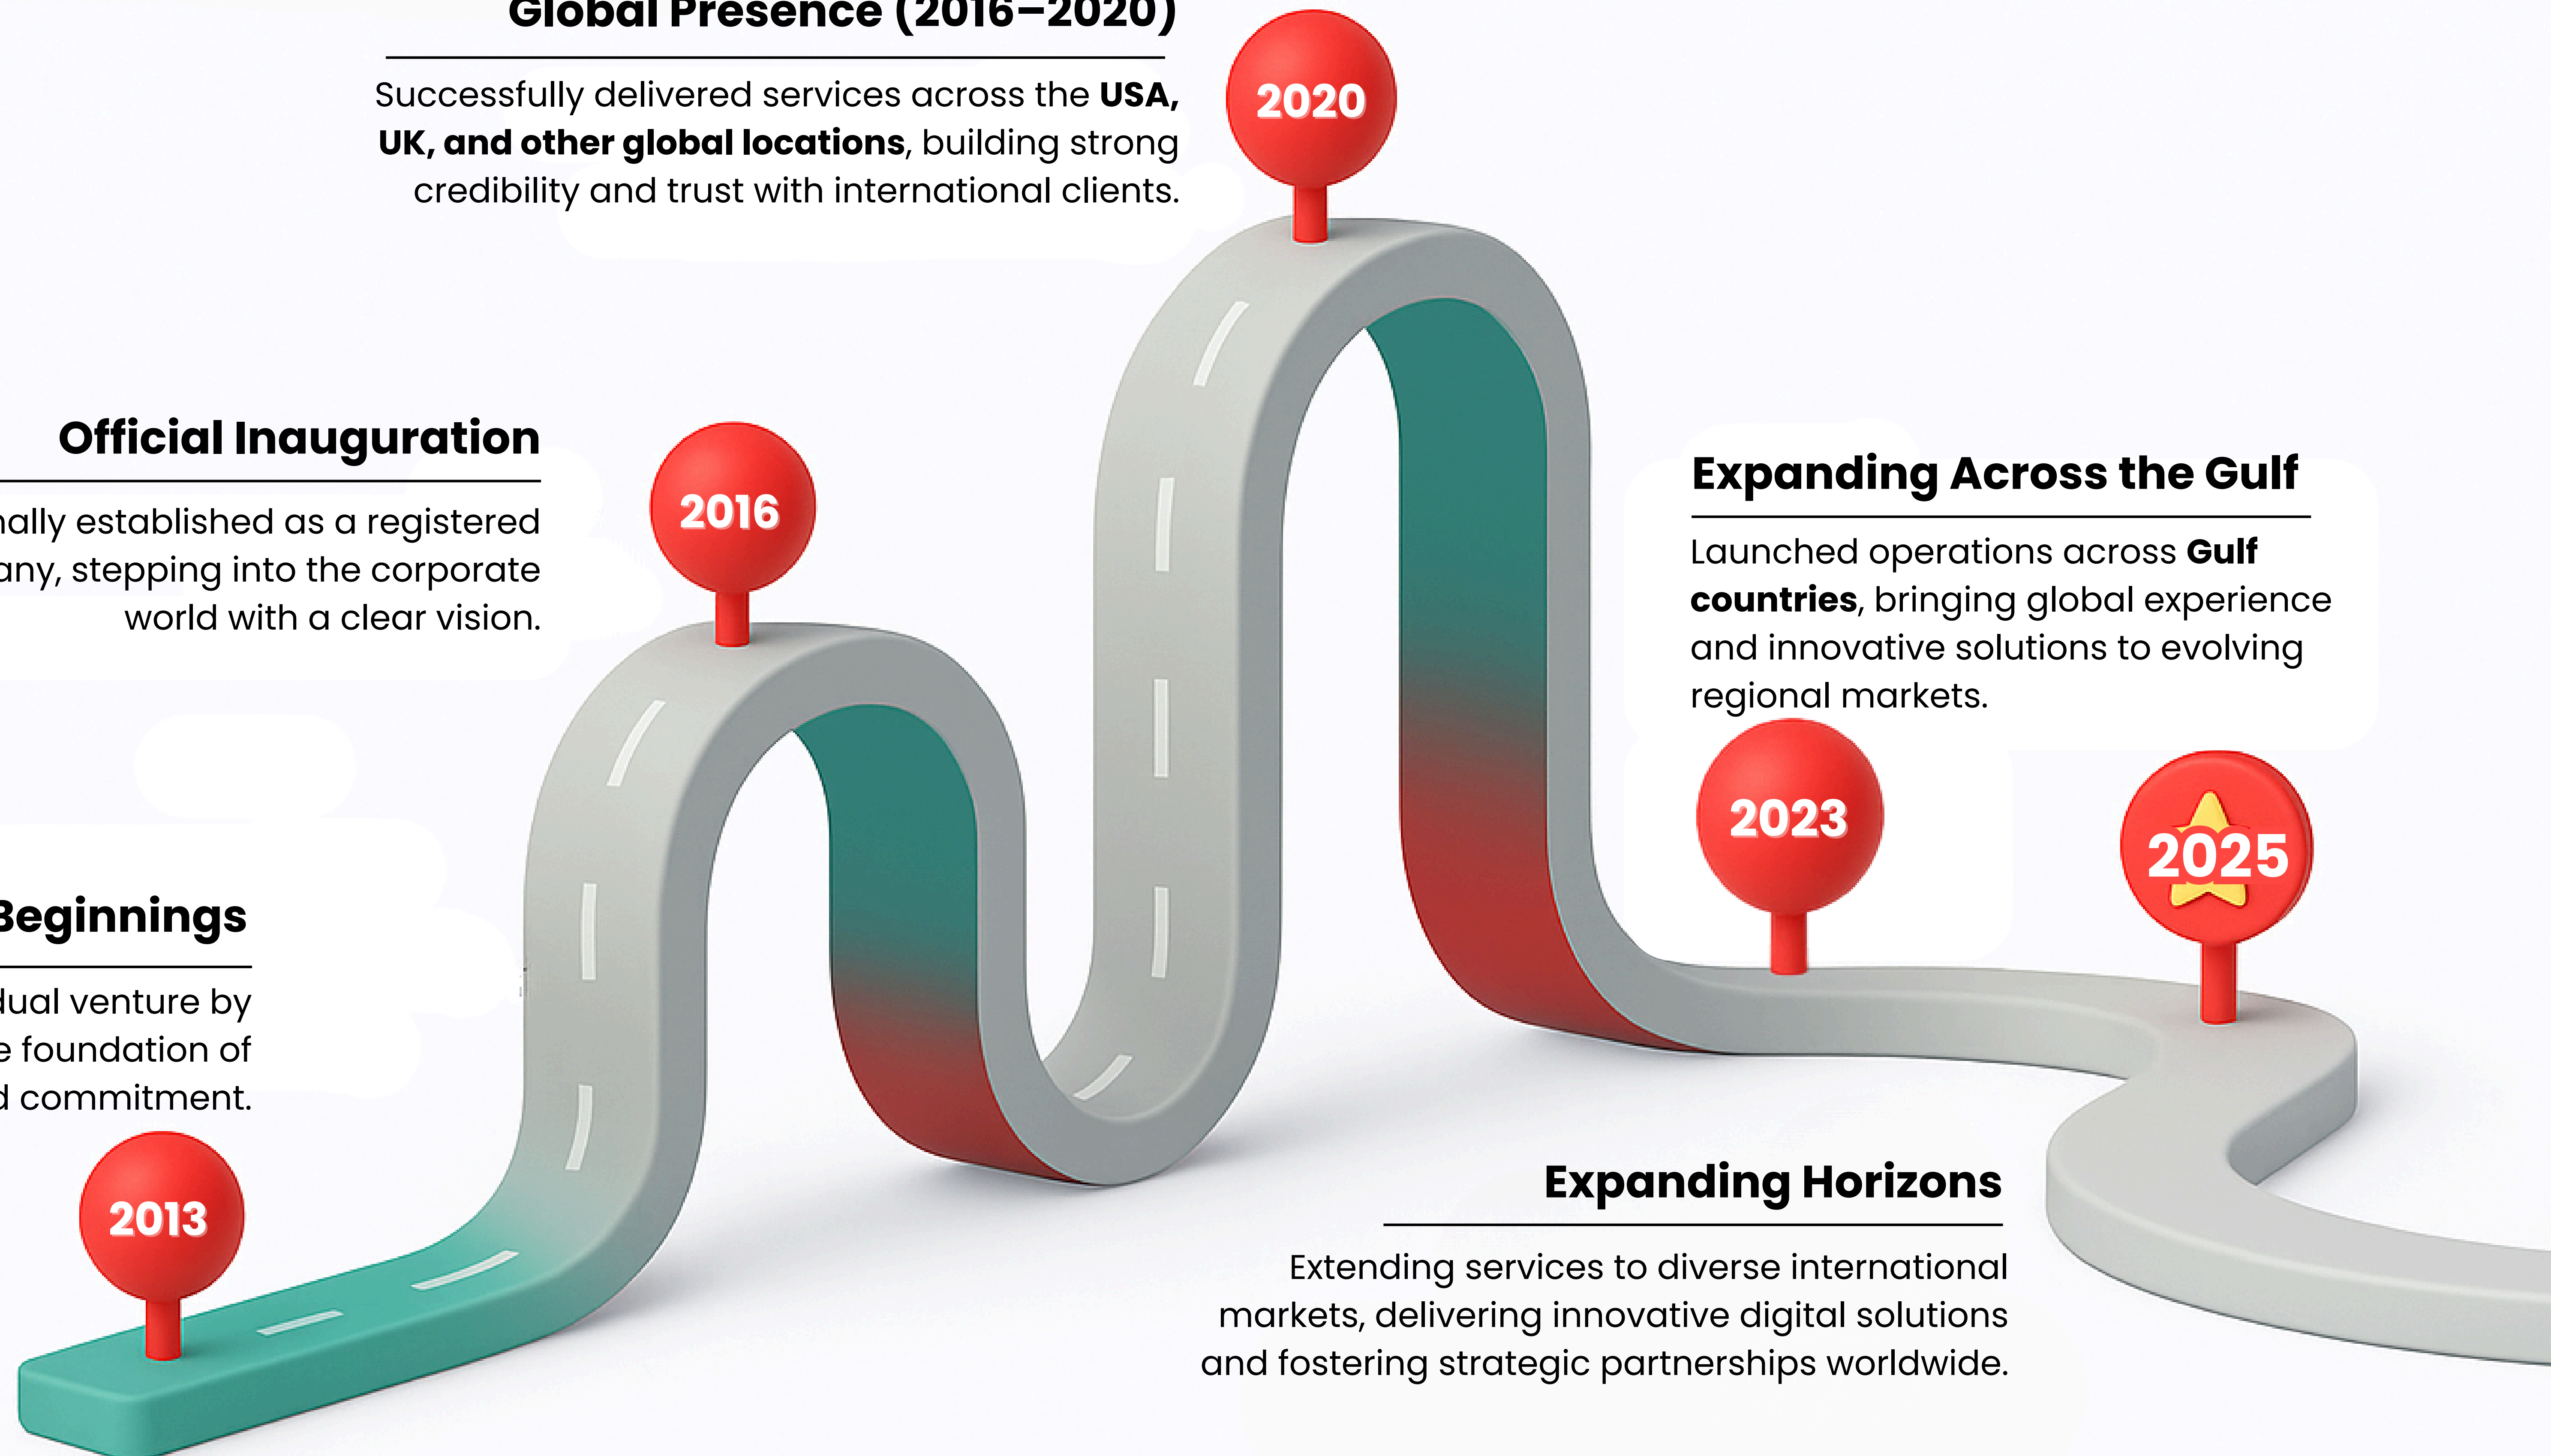 Global Presence (2016–2020)
Successfully delivered services across the USA,
UK, and other global locations, building strong
credibility and trust with international clients.
2020
Official Inauguration
established as a registered
stepping into the corporate
world with a clear vision.
2016
Expanding Across the Gulf
Launched operations across Gulf
countries, bringing global experience
and innovative solutions to evolving
regional markets.
2023
2025
Beginnings
venture by
foundation of
commitment.
2013
Expanding Horizons
Extending services to diverse international
markets, delivering innovative digital solutions
and fostering strategic partnerships worldwide.